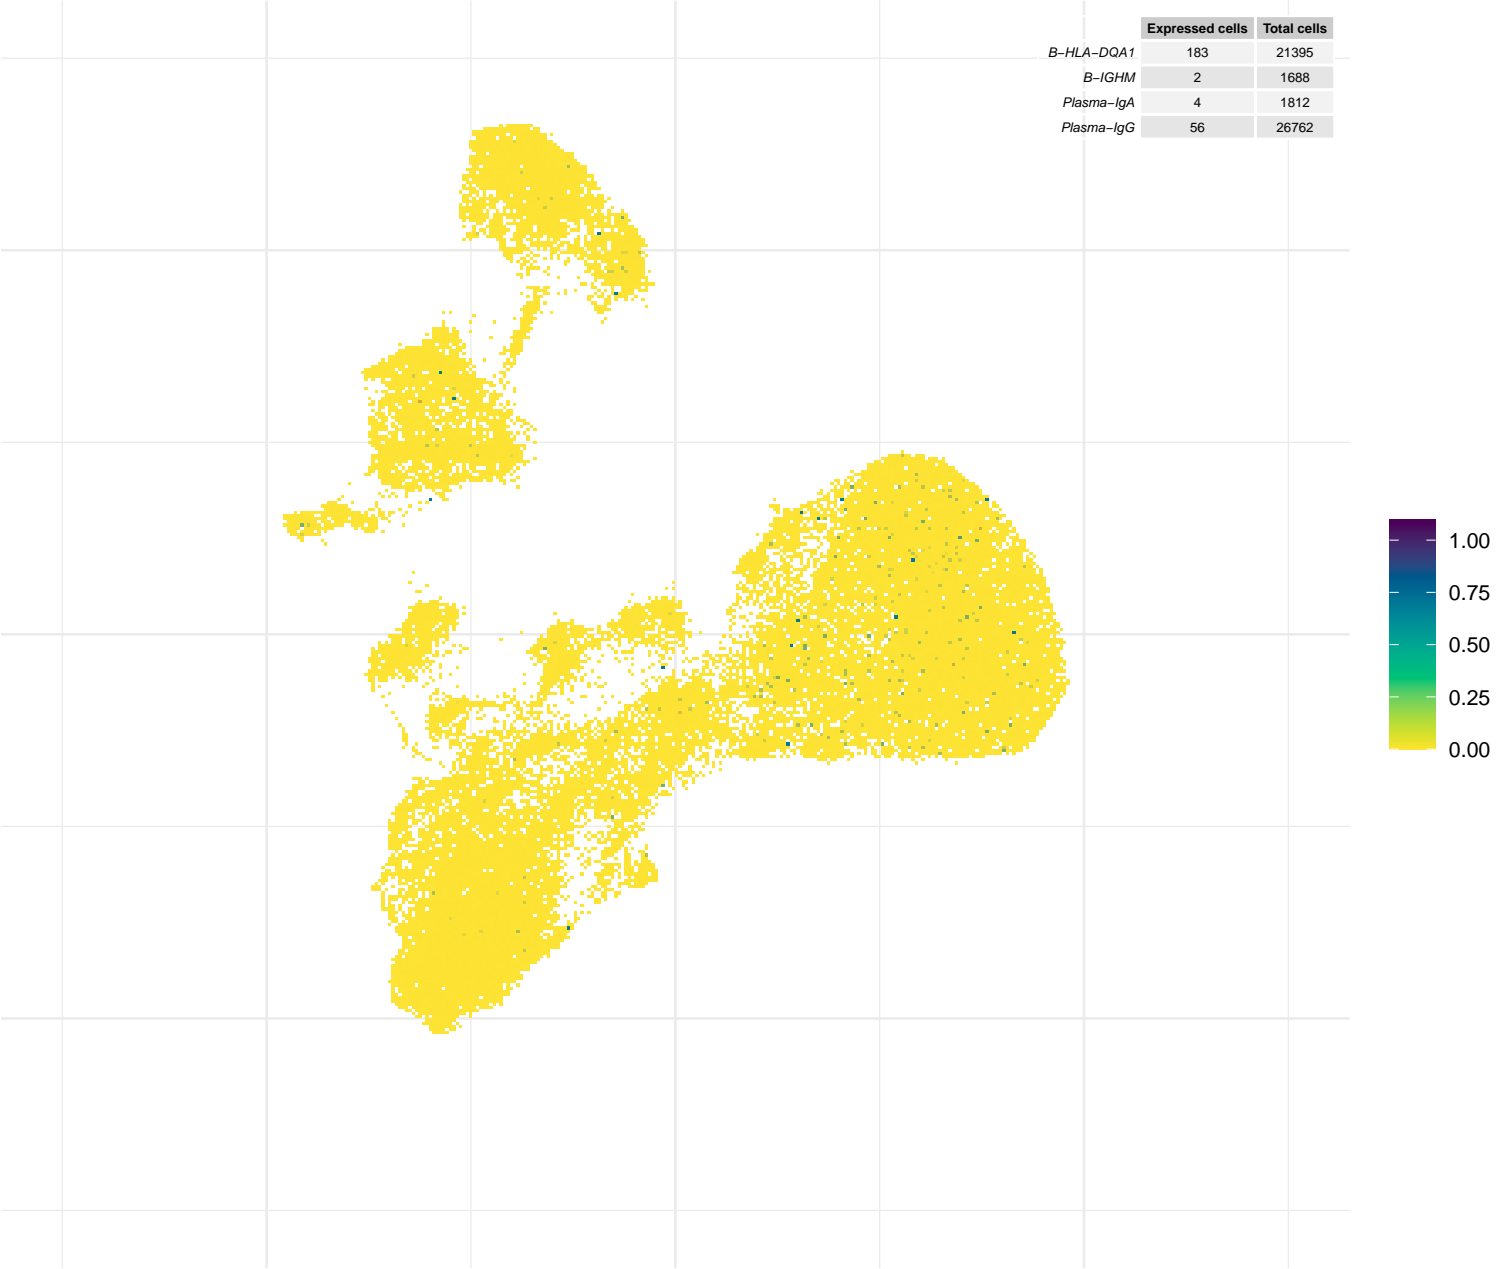 Expressed cells Total cells
B−HLA−DQA1 183 21395
B−IGHM 2 1688
Plasma−IgA 4 1812
Plasma−IgG 56 26762
1.00
0.75
0.50
0.25
0.00